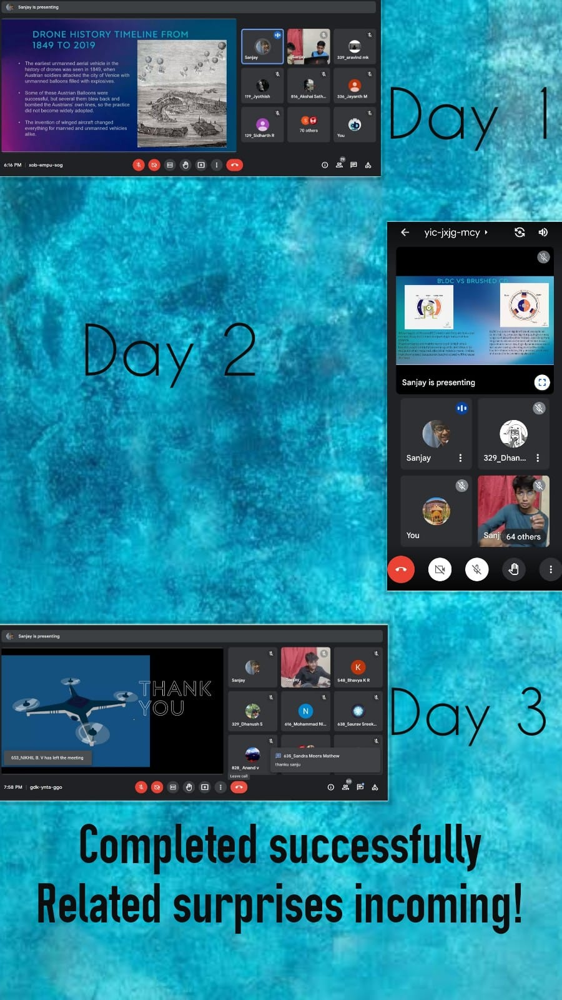 Sanjay is presenting
DRONE HISTORY TIMELINE FROM
1849 TO 2019
• The earliest unmanned aerial vehicle in the
history of drones was seen in 1849, when
Austrian soldiers attacked the city of Venice with
unmanned balloons filled with explosives.
• Some of these Austrian Balloons were
successful, but several them blew back and
bombed the Austrians' own lines, so the practice
did not become widely adopted.
• The invention of winged aircraft changed
everything for manned and unmanned vehicles
alike.
Sanjay
Sanjay
339_aravind mk
119_Jyothish
816_Akshai Sath...
336_Jayanth M
129_Sidharth R
S
70 others
You
6:16 PM | xob-empu-sog
79
Day 1
yic-jxjg-mcy
BLDC VS BRUSHED
Sanjay is presenting
Sanjay
329_Dhan...
You
Sanj
64 others
Day 2
Sanjay is presenting
THANK
YOU
653_NIKHIL B. V has left the meeting
Sanjay
Sanjay
K
548_Bhavya K R
329_Dhanush S
N
616_Mohammad Ni...
638_Saurav Sreek...
828_Anand v
635_Sandra Meera Mathew
thanku sanju
Leave call
7:58 PM | gdk-ynta-ggo
60
Day 3
Completed successfully
Related surprises incoming!